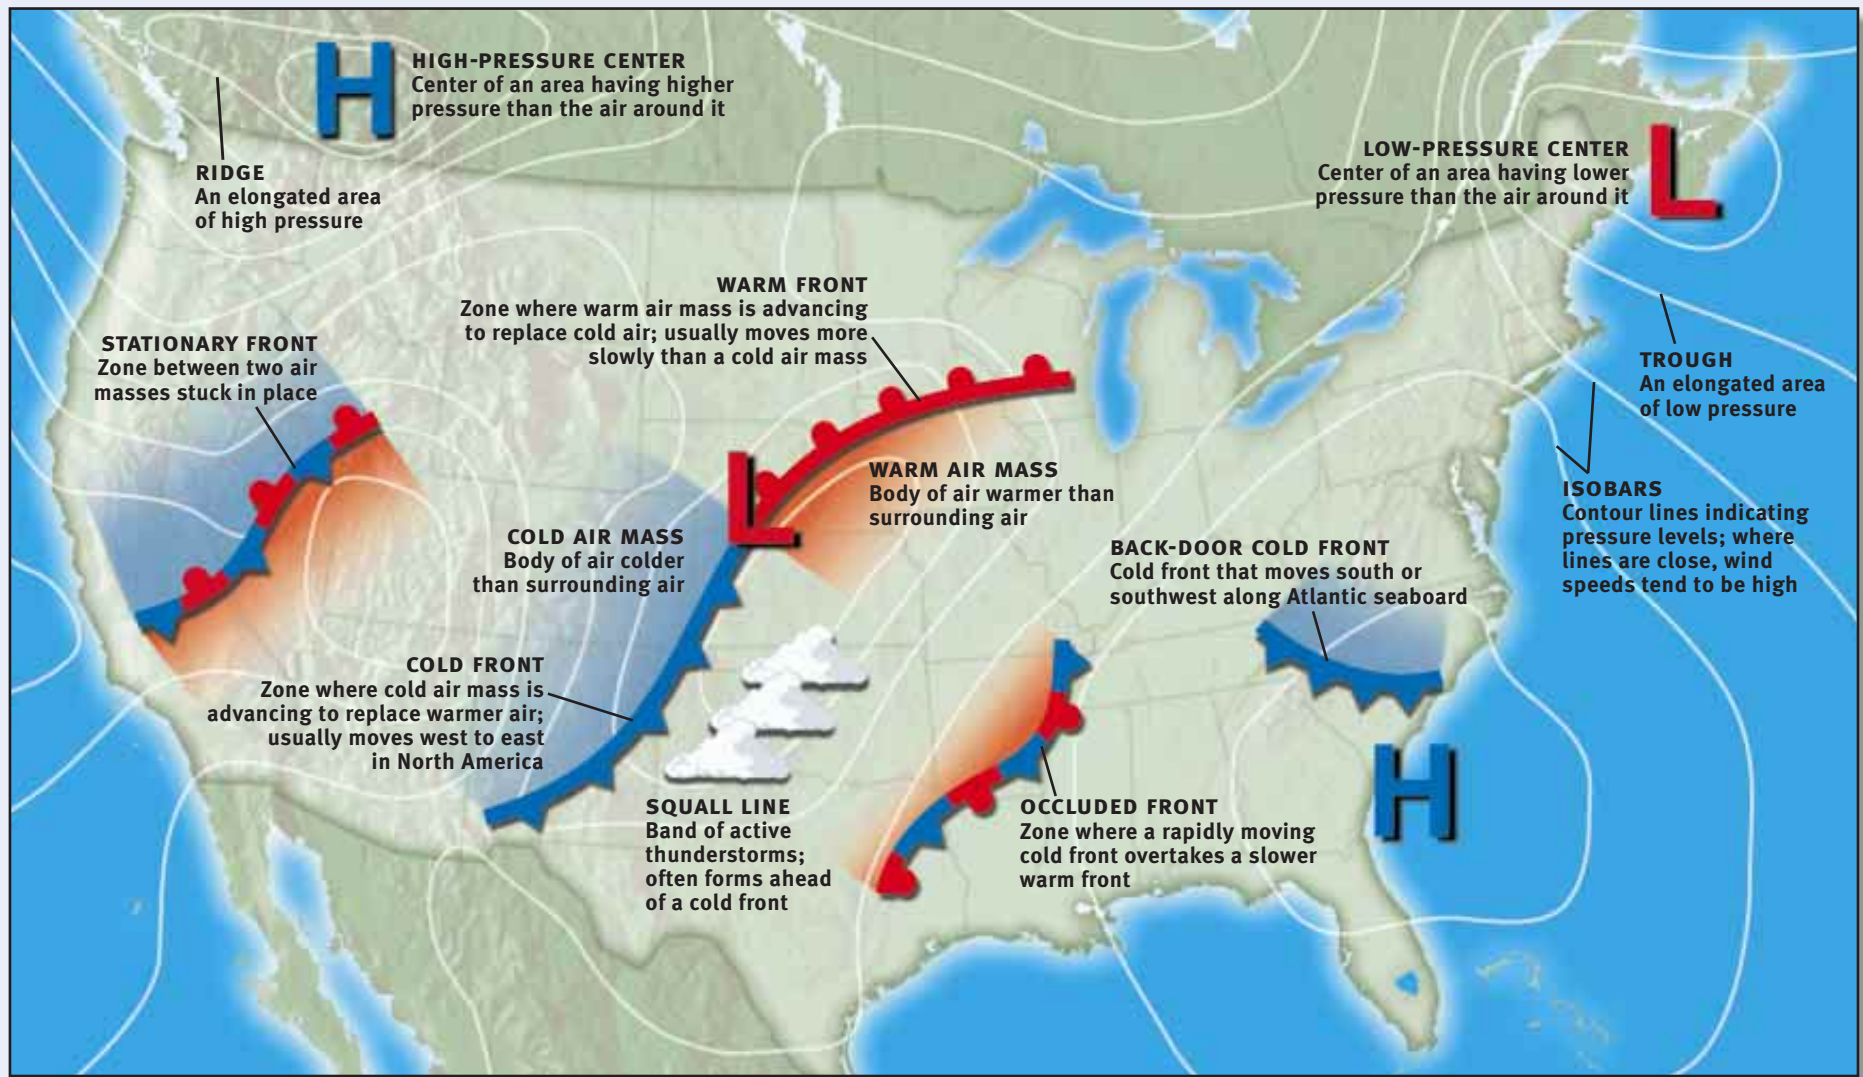 H
HIGH-PRESSURE CENTER
Center of an area having higher
pressure than the air around it
RIDGE
An elongated area
of high pressure
LOW-PRESSURE CENTER
Center of an area having lower
pressure than the air around it
L
WARM FRONT
Zone where warm air mass is advancing
to replace cold air; usually moves more
slowly than a cold air mass
STATIONARY FRONT
Zone between two air
masses stuck in place
TROUGH
An elongated area
of low pressure
L
WARM AIR MASS
Body of air warmer than
surrounding air
ISOBARS
Contour lines indicating
pressure levels; where
lines are close, wind
speeds tend to be high
COLD AIR MASS
Body of air colder
than surrounding air
BACK-DOOR COLD FRONT
Cold front that moves south or
southwest along Atlantic seaboard
COLD FRONT
Zone where cold air mass is
advancing to replace warmer air;
usually moves west to east
in North America
H
SQUALL LINE
Band of active
thunderstorms;
often forms ahead
of a cold front
OCCLUDED FRONT
Zone where a rapidly moving
cold front overtakes a slower
warm front